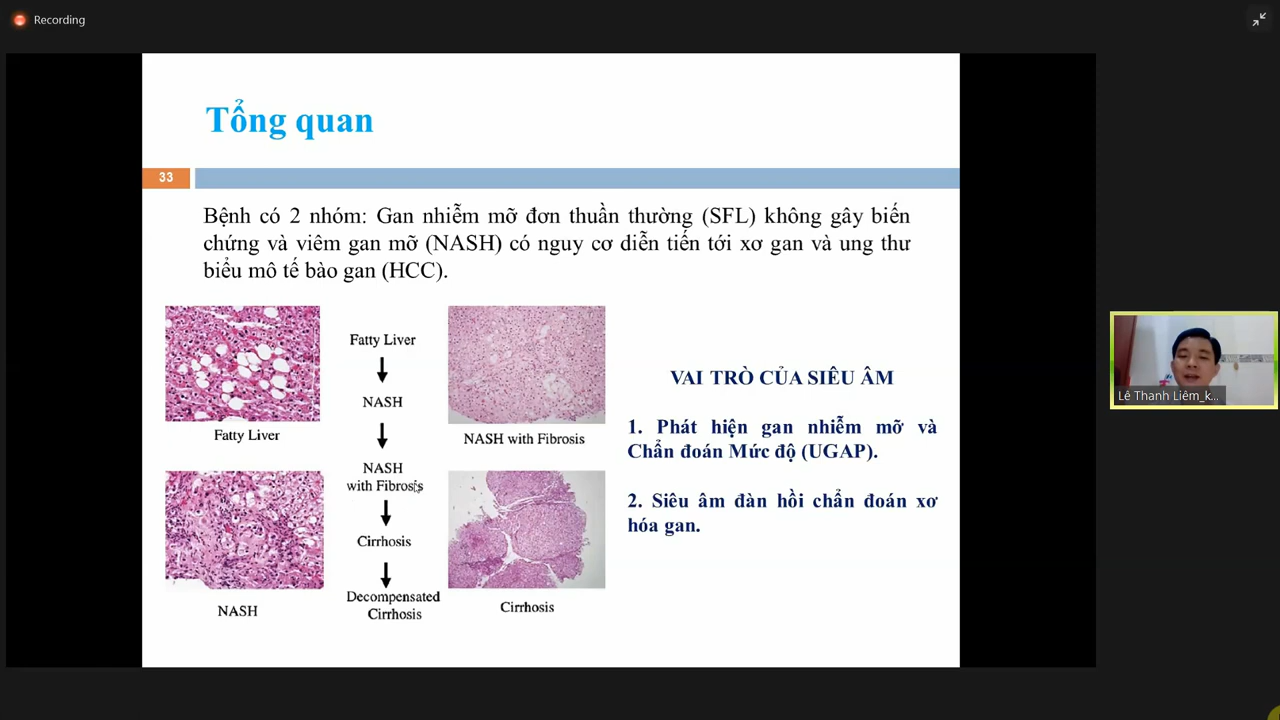 Recording
Tổng quan
33
Bệnh có 2 nhóm: Gan nhiễm mỡ đơn thuần thường (SFL) không gây biến
chứng và viêm gan mỡ (NASH) có nguy cơ diễn tiến tới xơ gan và ung thư
biểu mô tế bào gan (HCC).
Fatty Liver
NASH
NASH
with Fibrosis
Cirrhosis
Decompensated
Cirrhosis
Fatty Liver
NASH with Fibrosis
NASH
Cirrhosis
VAI TRÒ CỦA SIÊU ÂM
1. Phát hiện gan nhiễm mỡ và
Chẩn đoán Mức độ (UGAP).
2. Siêu âm đàn hồi chẩn đoán xơ
hóa gan.
Lê Thanh Liêm_k...